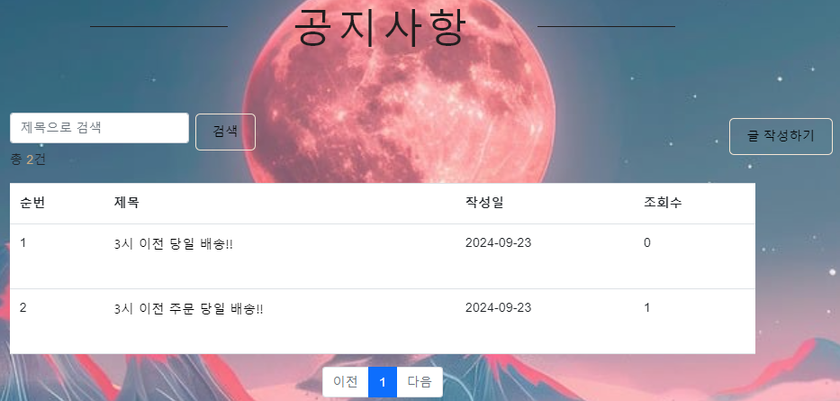 공지사항
제목으로 검색 검색 글 작성하기
총 2건
순번 제목 작성일 조회수
1 3시 이전 당일 배송!! 2024-09-23 0
2 3시 이전 주문 당일 배송!! 2024-09-23 1
이전 1 다음